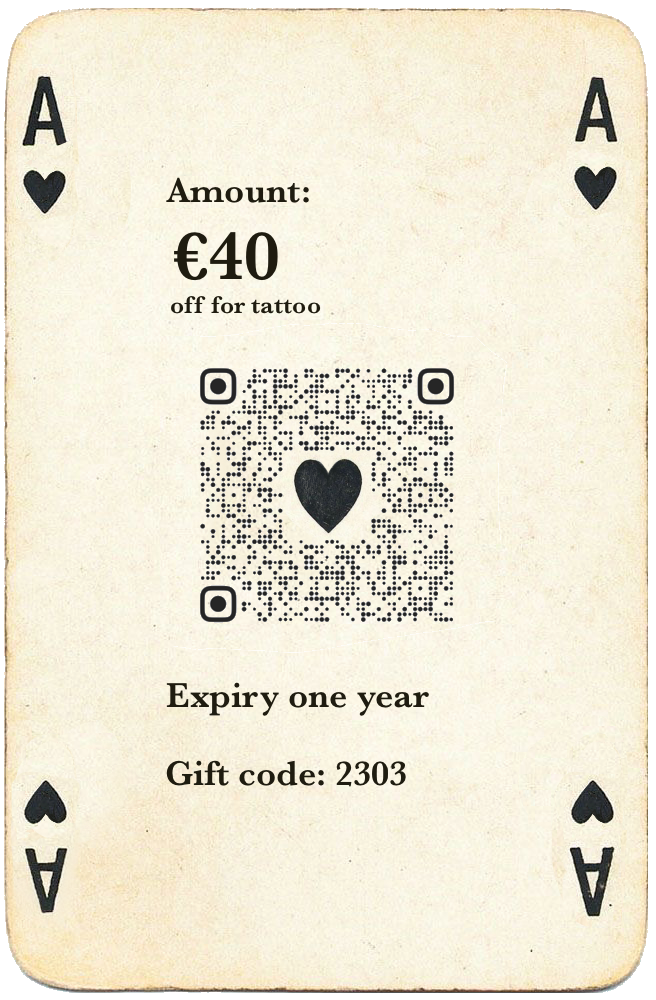 A
A
Amount:
€40
off for tattoo
Expiry one year
Gift code: 2303
A
A